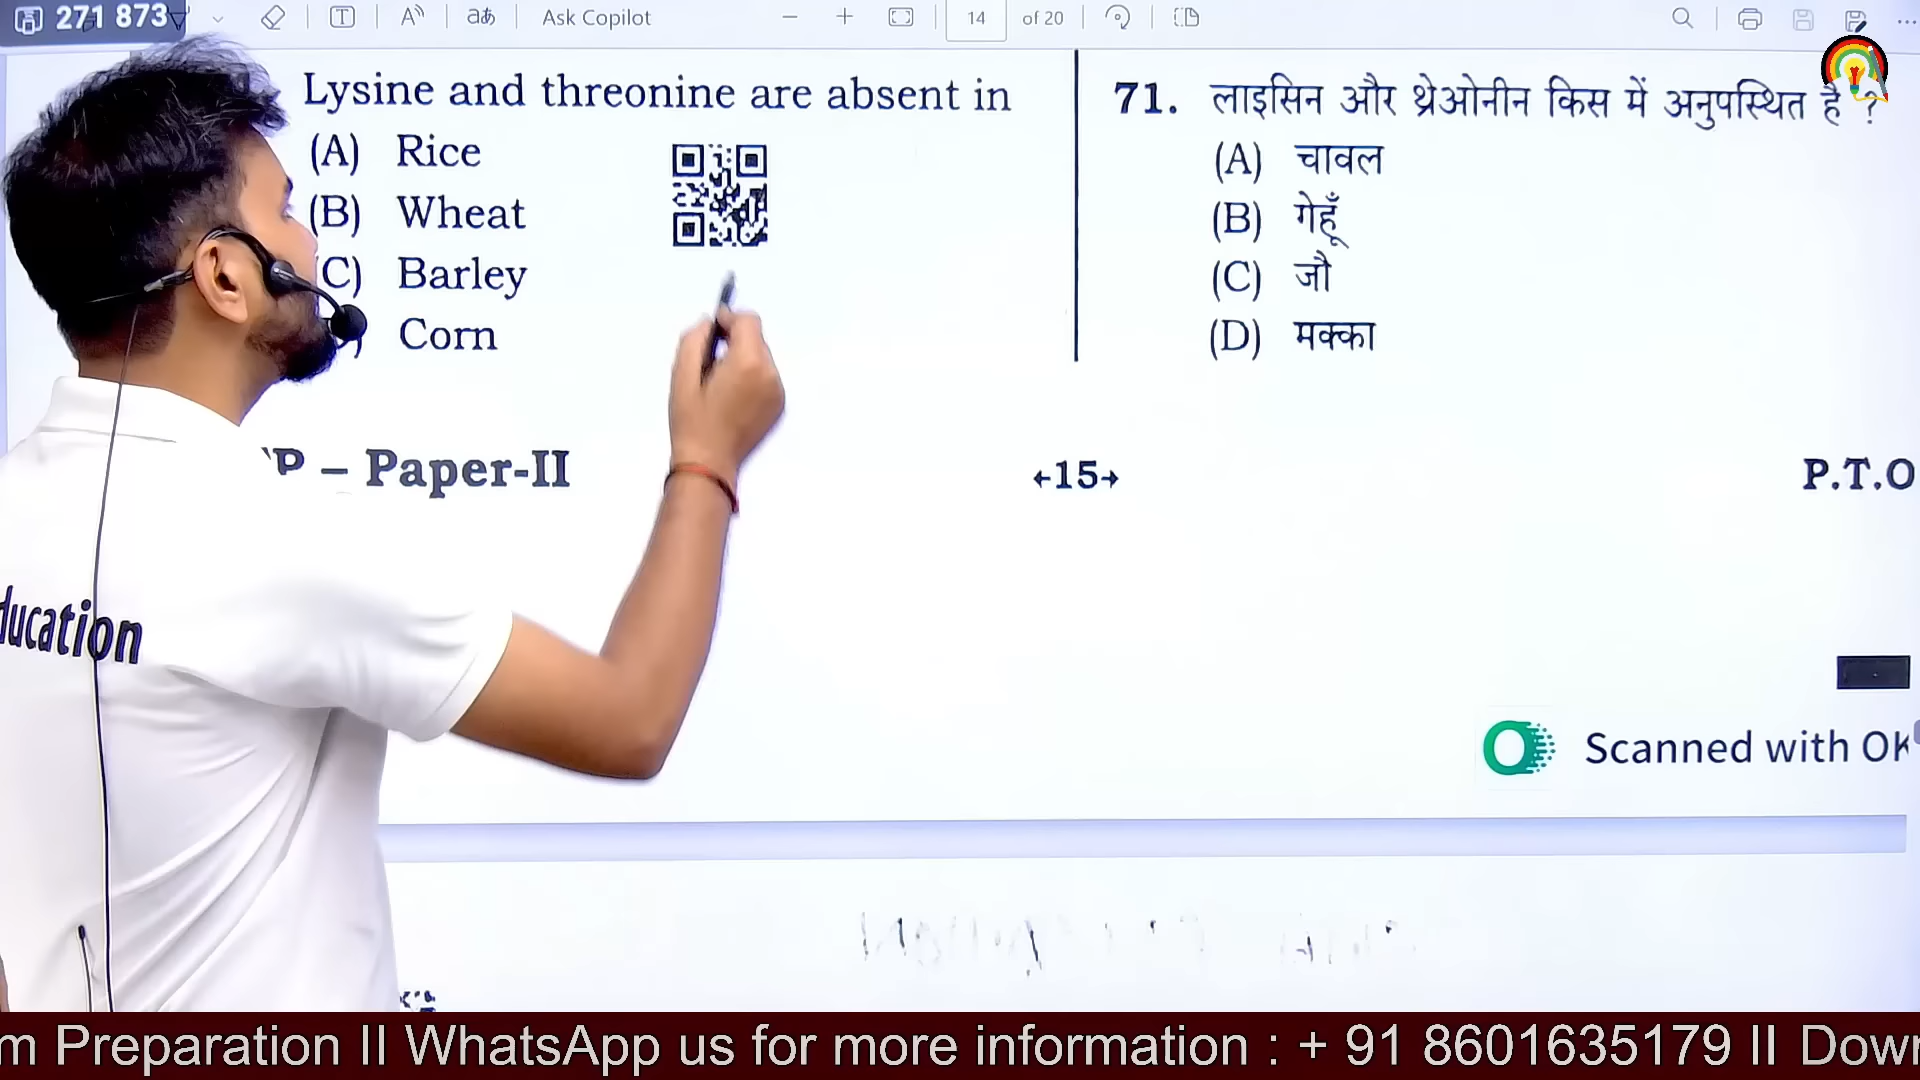 271 873
Ask Copilot
14 of 20
Lysine and threonine are absent in
(A) Rice
(B) Wheat
C) Barley
) Corn
71. लाइसिन और थ्रेओनीन किस में अनुपस्थित है ?
(A) चावल
(B) गेहूँ
(C) जौ
(D) मक्का
P – Paper-II
←15→
P.T.O
ducation
Scanned with OK
m Preparation II WhatsApp us for more information : + 91 8601635179 II Down